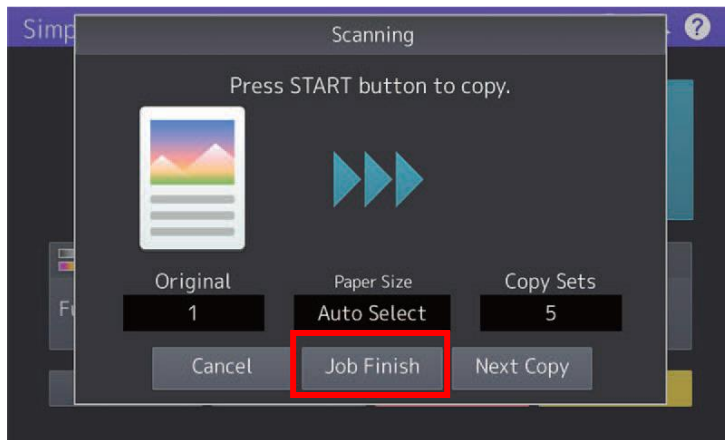 Simp
?
Scanning
Press START button to copy.
Original Paper Size Copy Sets
1 Auto Select 5
Cancel Job Finish Next Copy